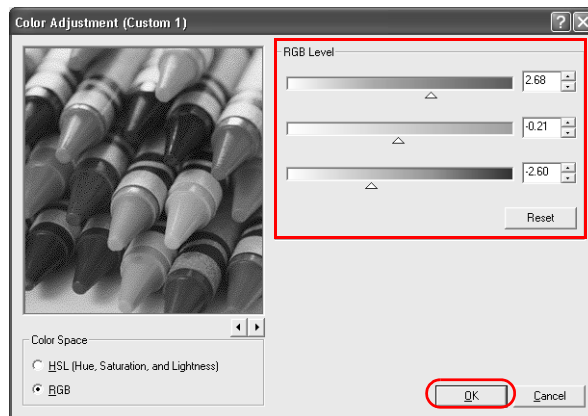 Color Adjustment (Custom 1)
RGB Level
2.68
-0.21
-2.60
Reset
Color Space
HSL (Hue, Saturation, and Lightness)
RGB
OK
Cancel